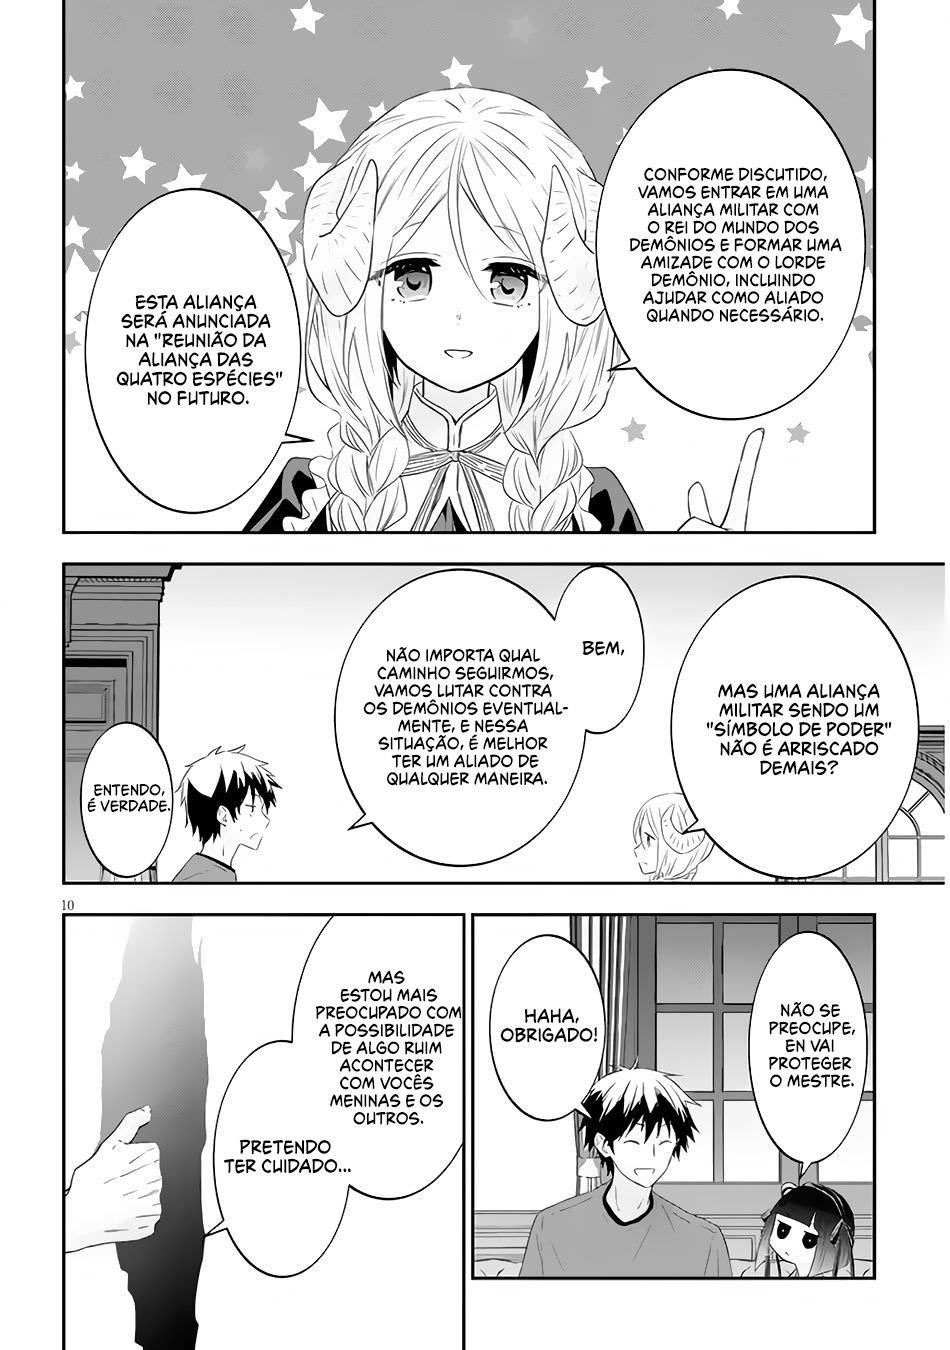 CONFORME DISCUTIDO,
VAMOS ENTRAR EM UMA
ALIANÇA MILITAR COM
O REI DO MUNDO DOS
DEMÔNIOS E FORMAR UMA
AMIZADE COM O LORDE
DEMÔNIO, INCLUINDO
AJUDAR COMO ALIADO
QUANDO NECESSÁRIO.
ESTA ALIANÇA
SERÁ ANUNCIADA
NA "REUNIÃO DA
ALIANÇA DAS
QUATRO ESPÉCIES"
NO FUTURO.
MAS UMA ALIANÇA
MILITAR SENDO UM
"SÍMBOLO DE PODER"
NÃO É ARRISCADO
DEMAIS?
BEM,
NÃO IMPORTA QUAL
CAMINHO SEGUIRMOS,
VAMOS LUTAR CONTRA
OS DEMÔNIOS EVENTUAL-
MENTE, E NESSA
SITUAÇÃO, É MELHOR
TER UM ALIADO DE
QUALQUER MANEIRA.
ENTENDO,
É VERDADE.
10
NÃO SE
PREOCUPE,
EN VAI
PROTEGER
O MESTRE.
HAHA,
OBRIGADO!
MAS
ESTOU MAIS
PREOCUPADO COM
A POSSIBILIDADE
DE ALGO RUIM
ACONTECER
COM VOCÊS
MENINAS E OS
OUTROS.
PRETENDO
TER CUIDADO...